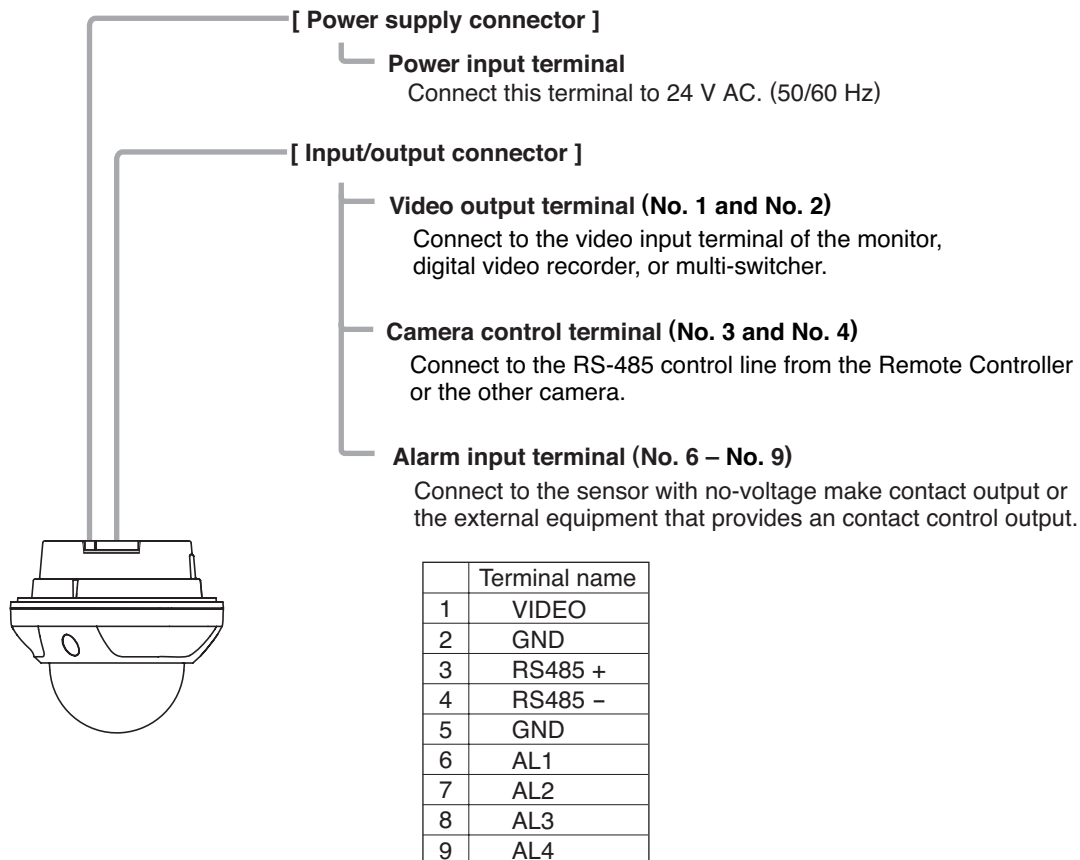 [ Power supply connector ]
Power input terminal
Connect this terminal to 24 V AC. (50/60 Hz)
[ Input/output connector ]
Video output terminal (No. 1 and No. 2)
Connect to the video input terminal of the monitor,
digital video recorder, or multi-switcher.
Camera control terminal (No. 3 and No. 4)
Connect to the RS-485 control line from the Remote Controller
or the other camera.
Alarm input terminal (No. 6 – No. 9)
Connect to the sensor with no-voltage make contact output or
the external equipment that provides an contact control output.
Terminal name
1 VIDEO
2 GND
3 RS485 +
4 RS485 −
5 GND
6 AL1
7 AL2
8 AL3
9 AL4